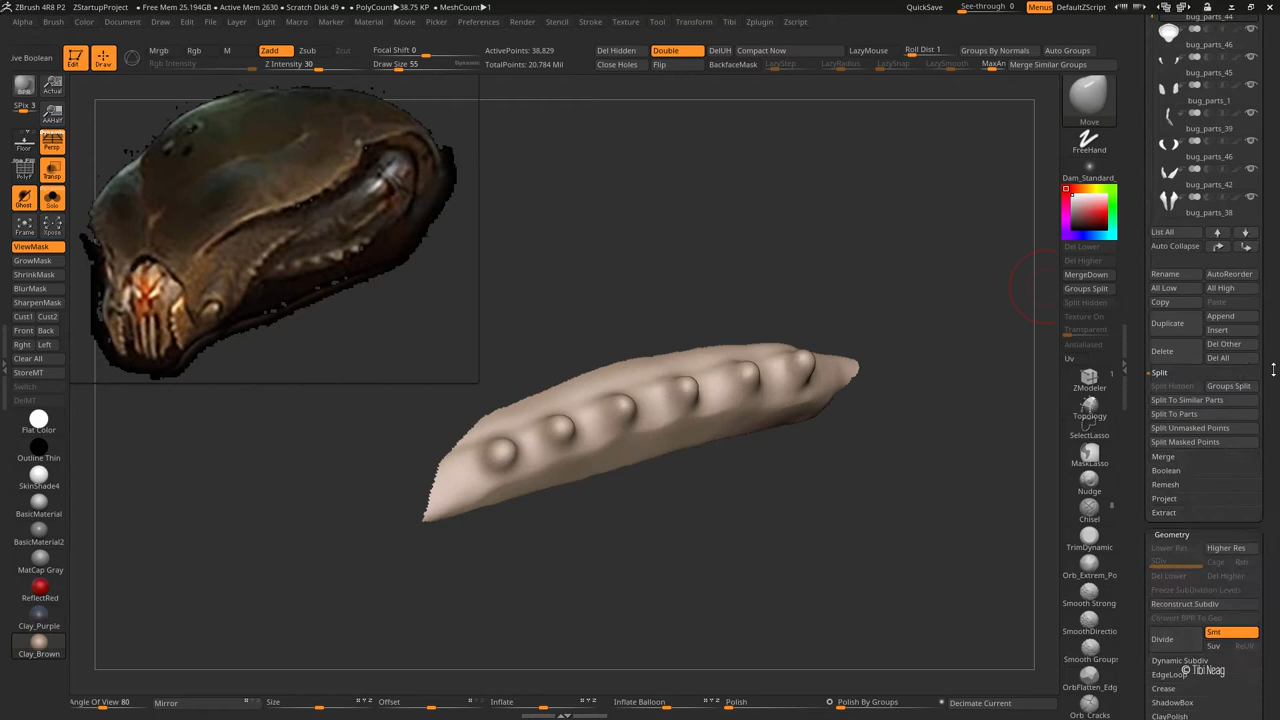 ZBrush 4R8 P2 ZStartupProject • Free Mem 25.194GB • Active Mem 2630 • Scratch Disk 49 • PolyCount▶38.75 KP • MeshCount▶1 QuickSave See-through 0 Menus DefaultZScript
Alpha Brush Color Document Draw Edit File Layer Light Macro Marker Material Movie Picker Preferences Render Stencil Stroke Texture Tool Transform Tbi Zplugin Zscript
ive Boolean Edit Draw Mrgb Rgb M Zadd Zsub Zcut Focal Shift 0 ActivePoints: 38,829 Del Hidden Double DelUH Compact Now LazyMouse Roll Dist 1 Groups By Normals Auto Groups
Rgb Intensity Z Intensity 30 Draw Size 55 Dynamic TotalPoints: 20.784 Mil Close Holes Flip BackfaceMask LazyStep LazyRadius LazySnap LazySmooth MaxAn Merge Similar Groups
BPR Actual
SPix 3 AAHalf
Floor Persp
PolyF Transp
Ghost Solo
Frame Xpose
ViewMask
GrowMask
ShrinkMask
BlurMask
SharpenMask
Cust1 Cust2
Front Back
Rght Left
Clear All
StoreMT
Switch
DelMT
Flat Color
Outline Thin
SkinShade4
BasicMaterial
BasicMaterial2
MatCap Gray
ReflectRed
Clay_Purple
Clay_Brown
Move
FreeHand
Dam_Standard_
Del Lower
Del Higher
MergeDown
Groups Split
Split Hidden
Texture On
Transparent
Antialiased
Uv
1
ZModeler
Topology
SelectLasso
MaskLasso
Nudge
8
Chisel
TrimDynamic
Orb_Extrem_Po
Smooth Strong
SmoothDirectio
Smooth Groups
OrbFlatten_Edg
Orb_Cracks
bug_parts_44
bug_parts_46
bug_parts_45
bug_parts_1
bug_parts_39
bug_parts_46
bug_parts_42
bug_parts_38
List All
Auto Collapse
Rename AutoReorder
All Low All High
Copy Paste
Duplicate Append
Insert
Delete Del Other
Del All
Split
Split Hidden Groups Split
Split To Similar Parts
Split To Parts
Split Unmasked Points
Split Masked Points
Merge
Boolean
Remesh
Project
Extract
Geometry
Lower Res Higher Res
SDiv Cage Rstr
Del Lower Del Higher
Freeze SubDivision Levels
Reconstruct Subdiv
Convert BPR To Geo
Divide Smt
Suv ReUV
Dynamic Subdiv
© Tibi Neag
EdgeLoop
Crease
ShadowBox
ClayPolish
Angle Of View 80 Mirror Size XYZ Offset XYZ Inflate Inflate Balloon XYZ Polish Polish By Groups Decimate Current